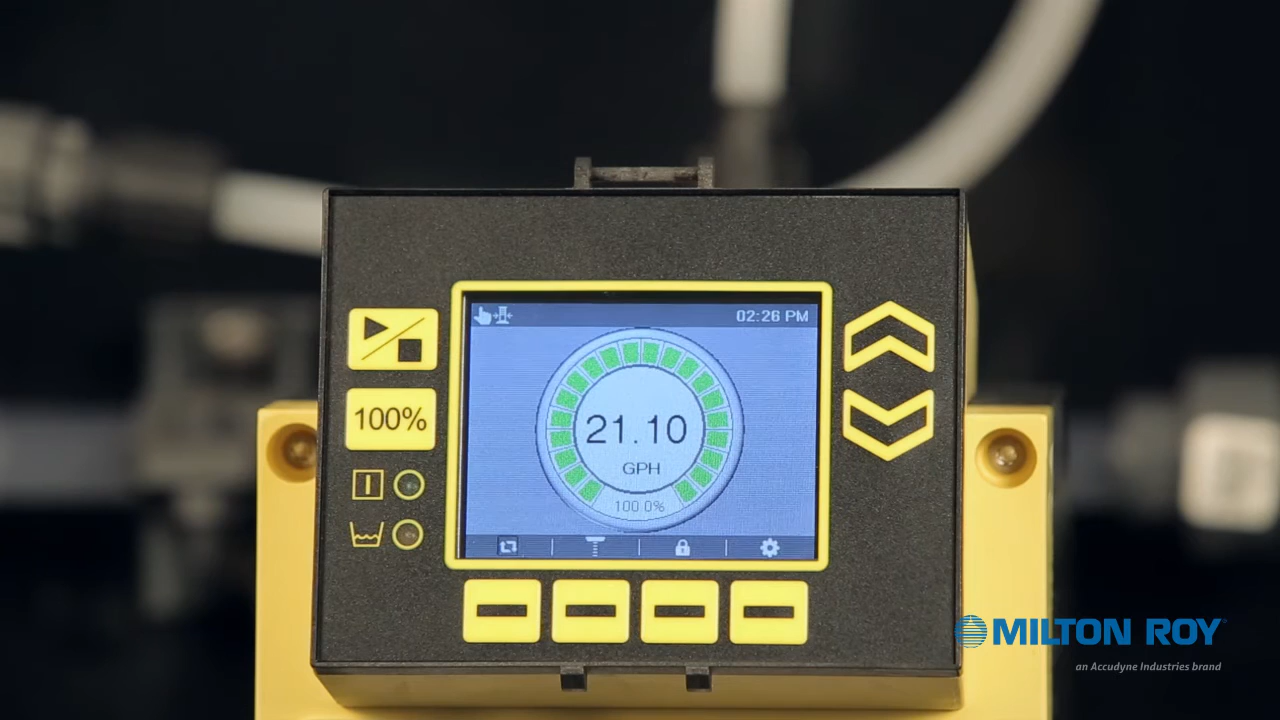 02:26 PM
100%
21.10
GPH
100.0%
MILTON ROY
an Accudyne Industries brand